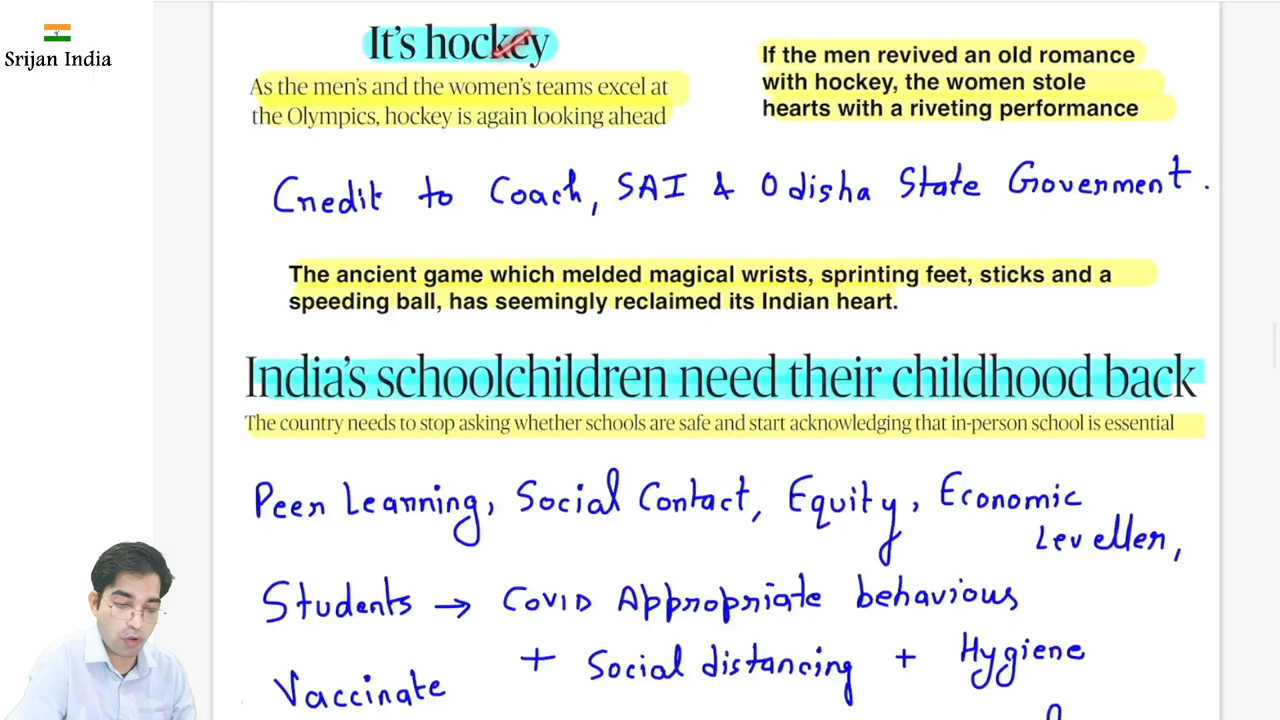 Srijan India
It's hockey
As the men's and the women's teams excel at
the Olympics, hockey is again looking ahead
If the men revived an old romance
with hockey, the women stole
hearts with a riveting performance
Credit to Coach, SAI & Odisha State Goverment.
The ancient game which melded magical wrists, sprinting feet, sticks and a
speeding ball, has seemingly reclaimed its Indian heart.
India's schoolchildren need their childhood back
The country needs to stop asking whether schools are safe and start acknowledging that in-person school is essential
Peer Learning, Social Contact, Equity, Economic
Leveller,
Students → COVID Appropriate behavious
+ Social distancing + Hygiene
Vaccinate